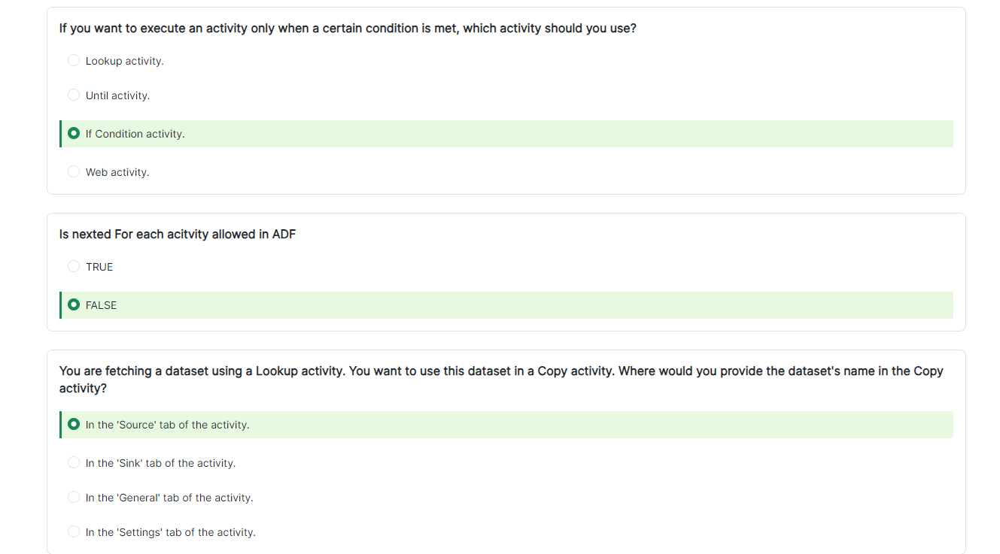 If you want to execute an activity only when a certain condition is met, which activity should you use?
Lookup activity.
Until activity.
If Condition activity.
Web activity.
Is nexted For each acitvity allowed in ADF
TRUE
FALSE
You are fetching a dataset using a Lookup activity. You want to use this dataset in a Copy activity. Where would you provide the dataset's name in the Copy
activity?
In the 'Source' tab of the activity.
In the 'Sink' tab of the activity.
In the 'General' tab of the activity.
In the 'Settings' tab of the activity.